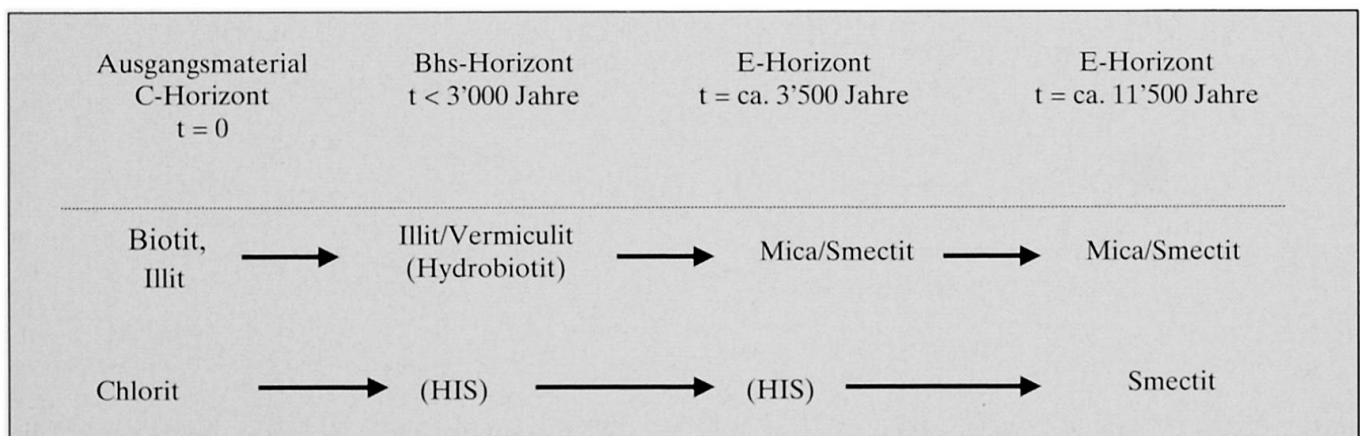 Ausgangsmaterial
C-Horizont
t = 0
Bhs-Horizont
t < 3’000 Jahre
E-Horizont
t = ca. 3’500 Jahre
E-Horizont
t = ca. 11’500 Jahre
Biotit,
Illit
Illit/Vermiculit
(Hydrobiotit)
Mica/Smectit
Mica/Smectit
Chlorit
(HIS)
(HIS)
Smectit